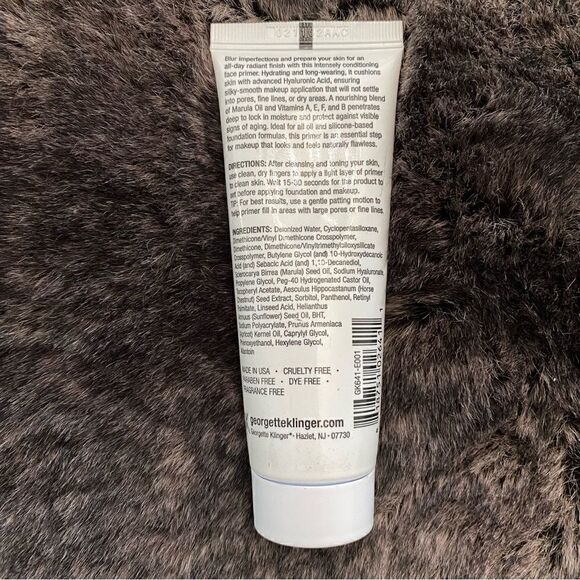 Blur imperfections and prepare your skin for an
all-day radiant finish with this intensely conditioning
face primer. Hydrating and long-wearing, it cushions
skin with advanced Hyaluronic Acid, ensuring
silky-smooth makeup application that will not settle
into pores, fine lines, or dry areas. A nourishing blend
of Marula Oil and Vitamins A, E, F, and B penetrates
deep to lock in moisture and protect against visible
signs of aging. Ideal for all oil and silicone-based
foundation formulas, this primer is an essential step
for makeup that looks and feels naturally flawless.
DIRECTIONS: After cleansing and toning your skin,
use clean, dry fingers to apply a light layer of primer
to clean skin. Wait 15-30 seconds for the product to
set before applying foundation and makeup.
TIP: For best results, use a gentle patting motion to
help primer fill in areas with large pores or fine lines.
INGREDIENTS: Deionized Water, Cyclopentasiloxane,
Dimethicone/Vinyl Dimethicone Crosspolymer,
Dimethicone, Dimethicone/Vinyltrimethylsiloxysilicate
Crosspolymer, Butylene Glycol (and) 10-Hydroxydecanoic
Acid (and) Sebacic Acid (and) 1,10-Decanediol,
Sclerocarya Birrea (Marula) Seed Oil, Sodium Hyaluronate,
Propylene Glycol, Peg-40 Hydrogenated Castor Oil,
Tocopheryl Acetate, Aesculus Hippocastanum (Horse
Chestnut) Seed Extract, Sorbitol, Panthenol, Retinyl
Palmitate, Linseed Acid, Helianthus
Annuus (Sunflower) Seed Oil, BHT,
Sodium Polyacrylate, Prunus Armeniaca
(Apricot) Kernel Oil, Caprylyl Glycol,
Phenoxyethanol, Hexylene Glycol,
Allantoin
MADE IN USA • CRUELTY FREE •
PARABEN FREE • DYE FREE •
FRAGRANCE FREE
georgetteklinger.com
Georgette Klinger® • Hazlet, NJ • 07730
GK641-E001